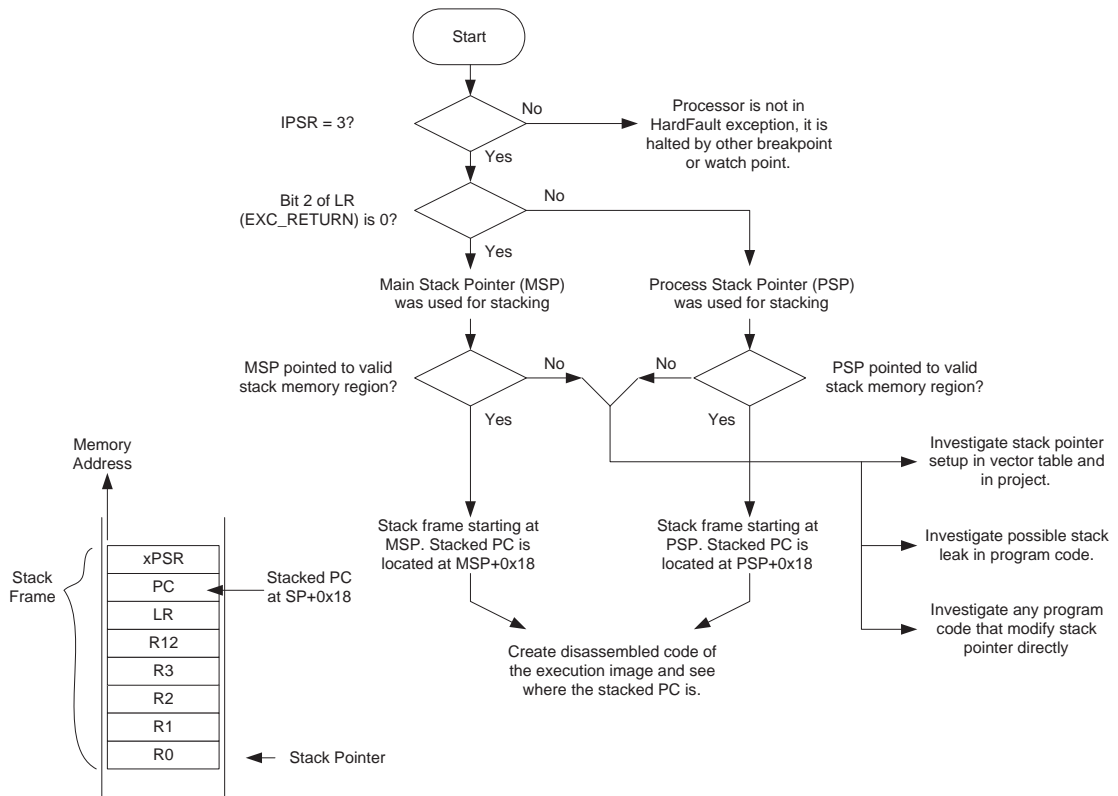 Start
IPSR = 3?
No
Processor is not in
HardFault exception, it is
halted by other breakpoint
or watch point.
Yes
Bit 2 of LR
(EXC_RETURN) is 0?
No
Yes
Main Stack Pointer (MSP)
was used for stacking
Process Stack Pointer (PSP)
was used for stacking
MSP pointed to valid
stack memory region?
No
No
PSP pointed to valid
stack memory region?
Yes
Yes
Investigate stack pointer
setup in vector table and
in project.
Investigate possible stack
leak in program code.
Investigate any program
code that modify stack
pointer directly
Stack frame starting at
MSP. Stacked PC is
located at MSP+0x18
Stack frame starting at
PSP. Stacked PC is
located at PSP+0x18
Create disassembled code of
the execution image and see
where the stacked PC is.
Memory
Address
Stack
Frame
xPSR
PC
LR
R12
R3
R2
R1
R0
Stacked PC
at SP+0x18
Stack Pointer